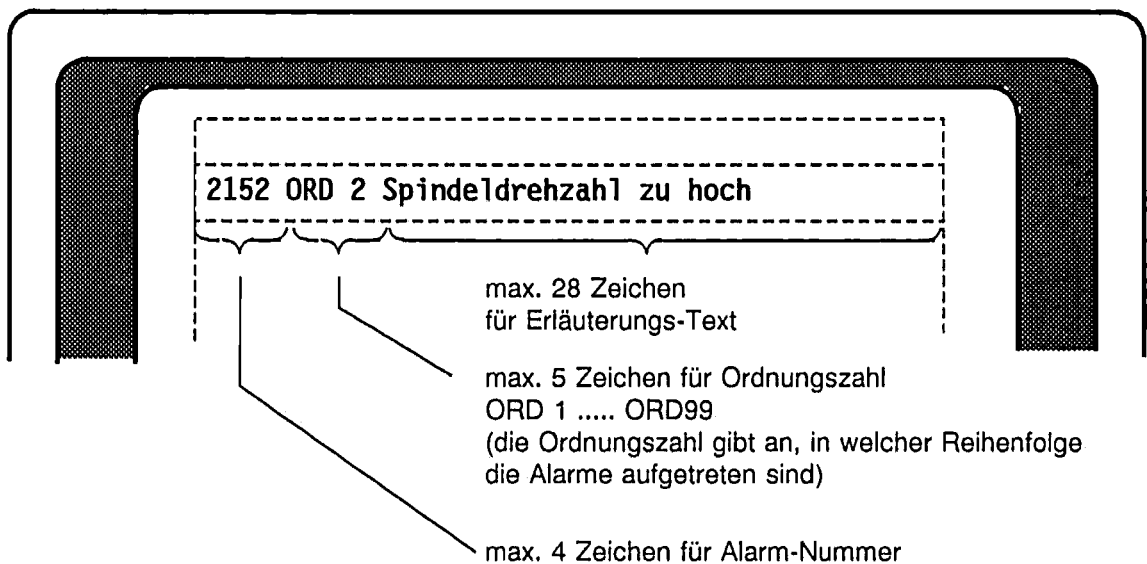 2152 ORD 2 Spindeldrehzahl zu hoch
max. 28 Zeichen
für Erläuterungs-Text
max. 5 Zeichen für Ordnungszahl
ORD 1 ..... ORD99
(die Ordnungszahl gibt an, in welcher Reihenfolge
die Alarme aufgetreten sind)
max. 4 Zeichen für Alarm-Nummer